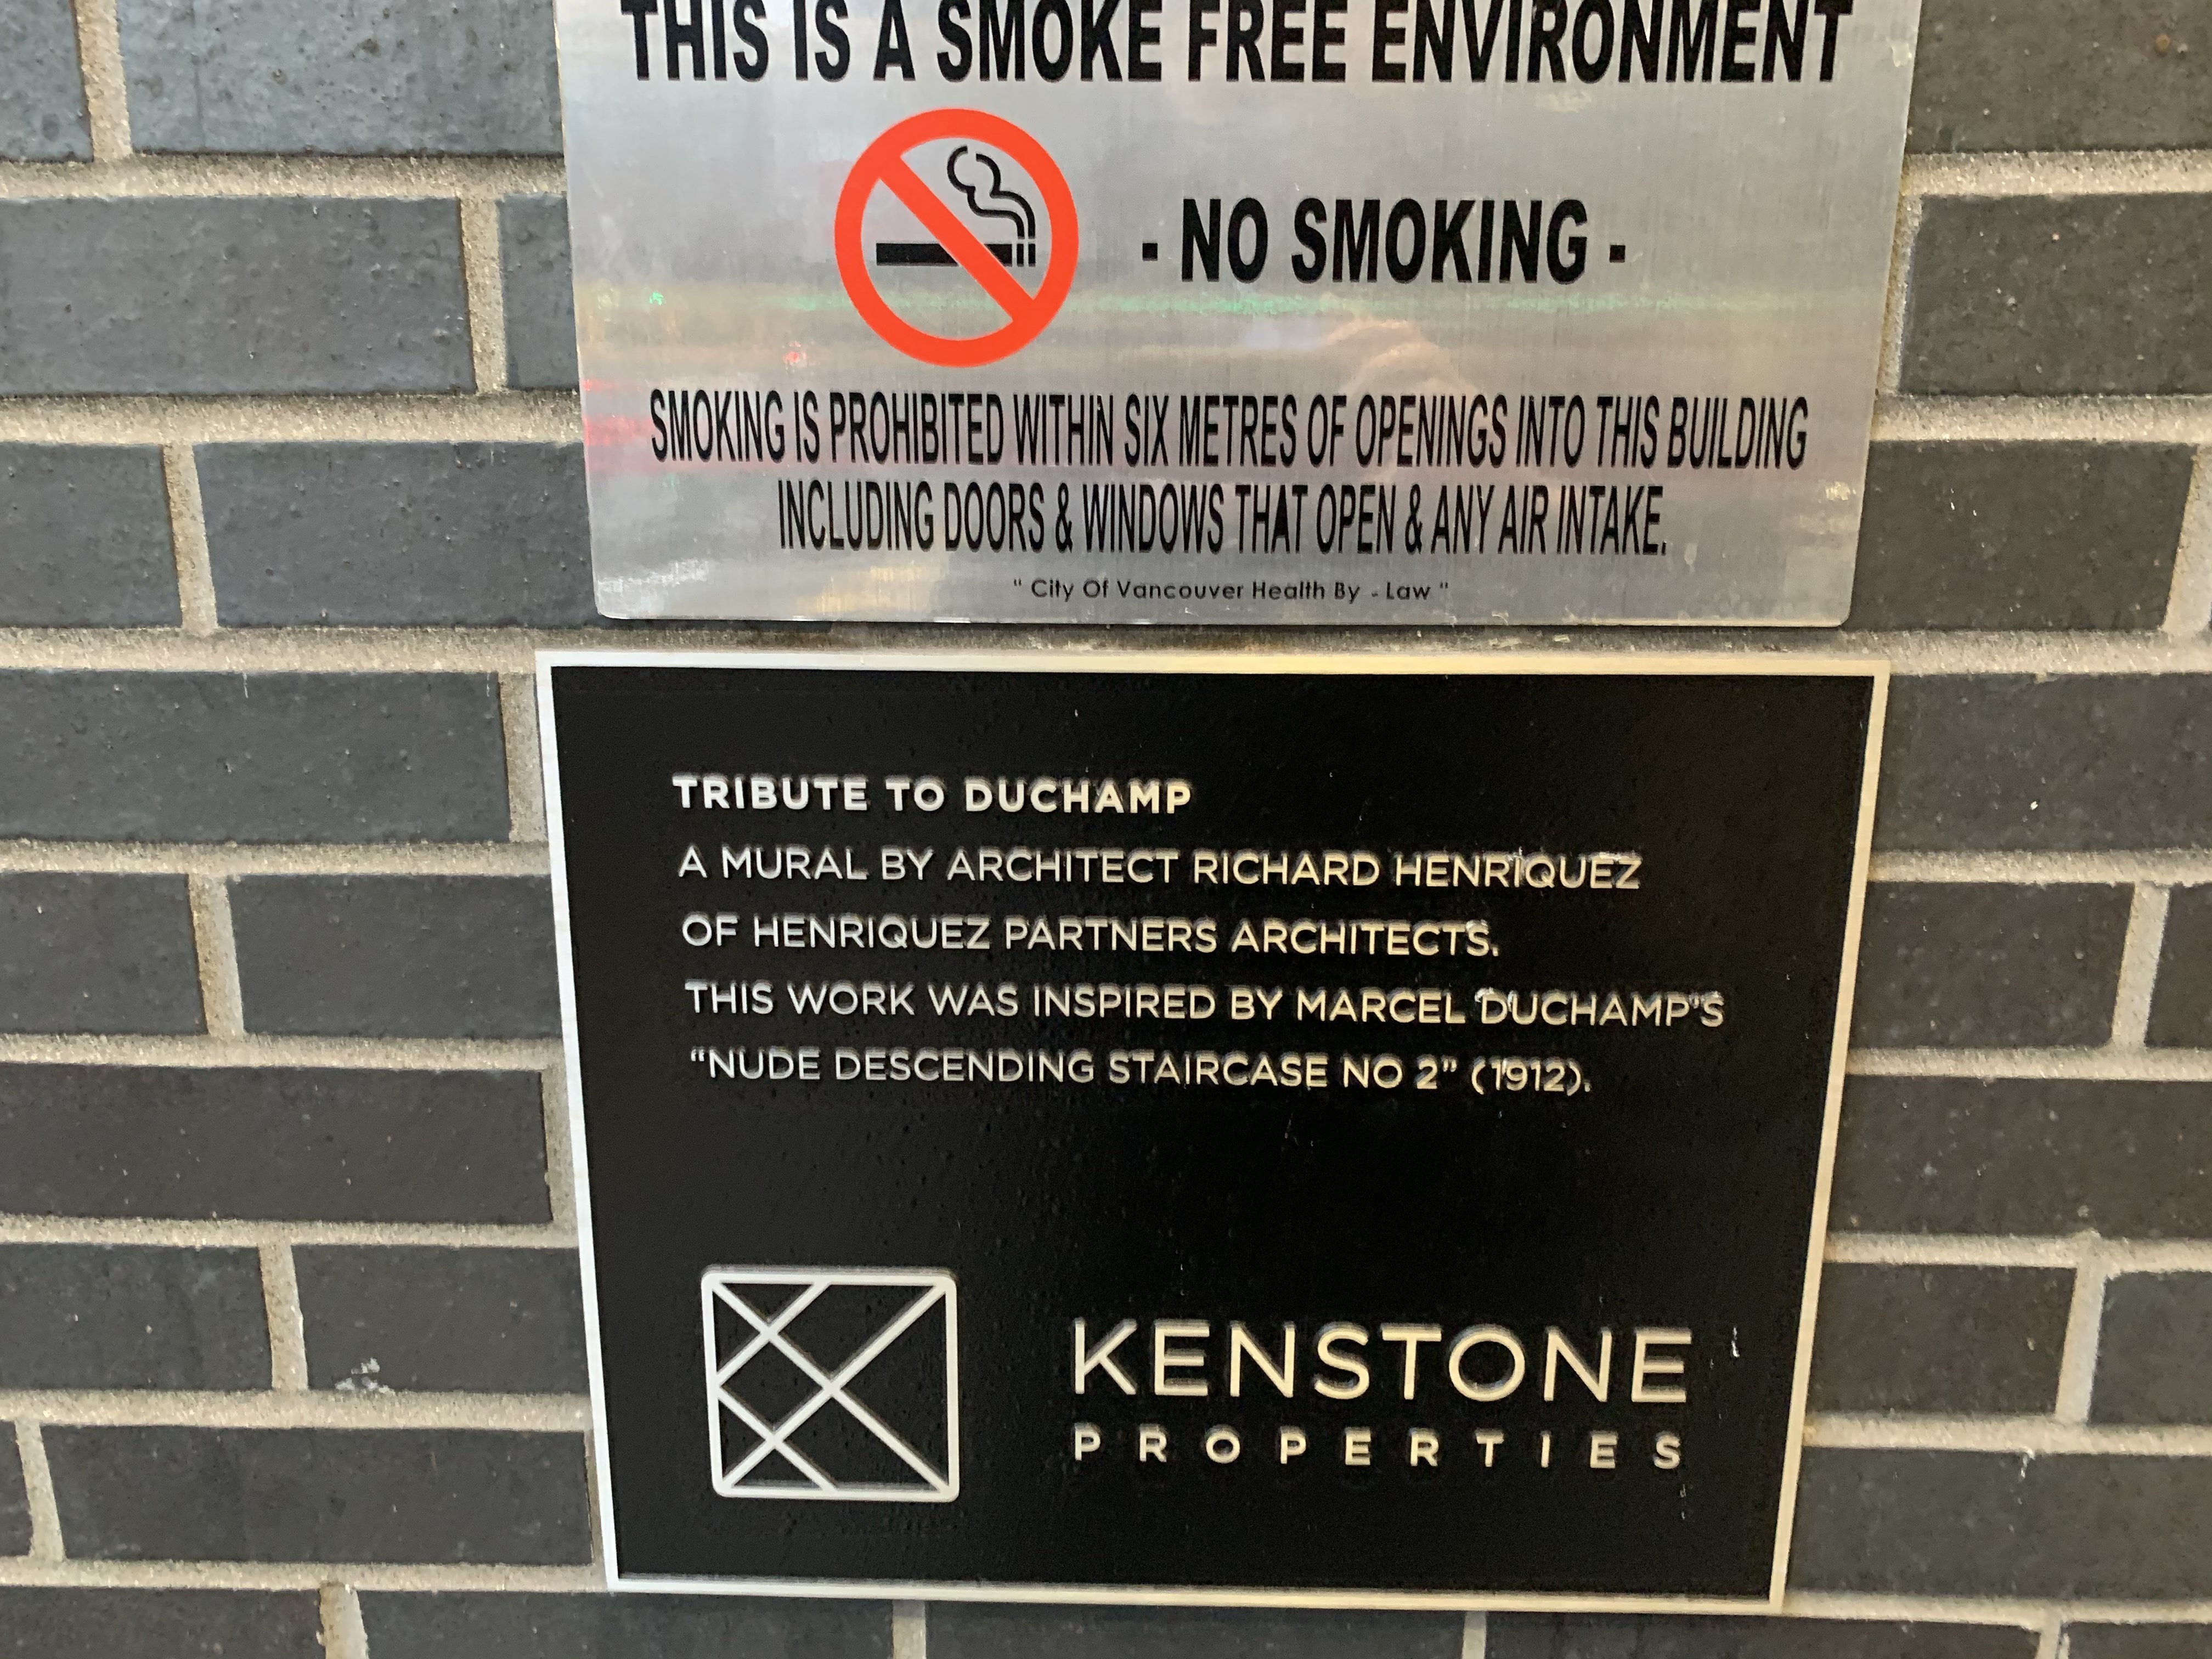 THIS IS A SMOKE FREE ENVIRONMENT
- NO SMOKING -
SMOKING IS PROHIBITED WITHIN SIX METRES OF OPENINGS INTO THIS BUILDING
INCLUDING DOORS & WINDOWS THAT OPEN & ANY AIR INTAKE.
" City Of Vancouver Health By - Law "
TRIBUTE TO DUCHAMP
A MURAL BY ARCHITECT RICHARD HENRIQUEZ
OF HENRIQUEZ PARTNERS ARCHITECTS.
THIS WORK WAS INSPIRED BY MARCEL DUCHAMP'S
“NUDE DESCENDING STAIRCASE NO 2” (1912).
KENSTONE
PROPERTIES